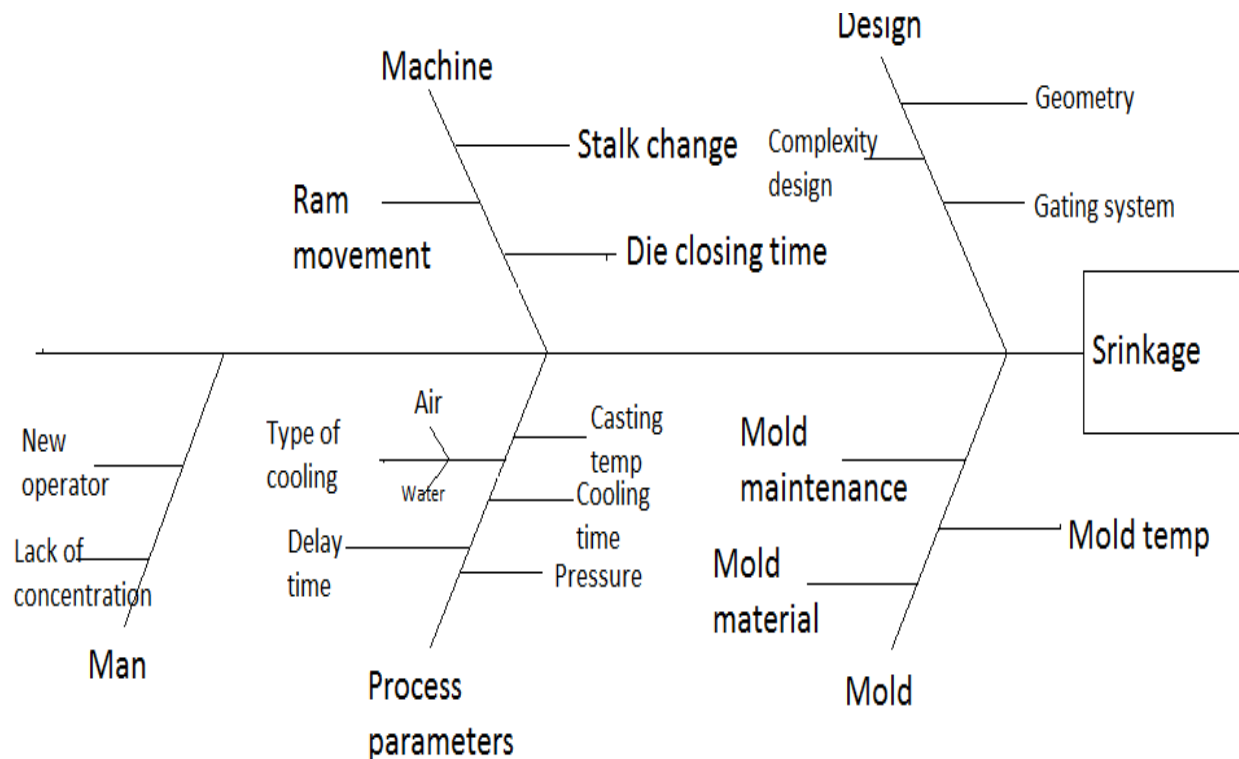 Design
Machine
Geometry
Stalk change
Complexity
design
Ram
movement
Gating system
Die closing time
Srinkage
Air
Casting
temp
Type of
cooling
New
operator
Mold
maintenance
Water
Cooling
time
Delay
time
Mold temp
Lack of
concentration
Pressure
Mold
material
Man
Process
parameters
Mold